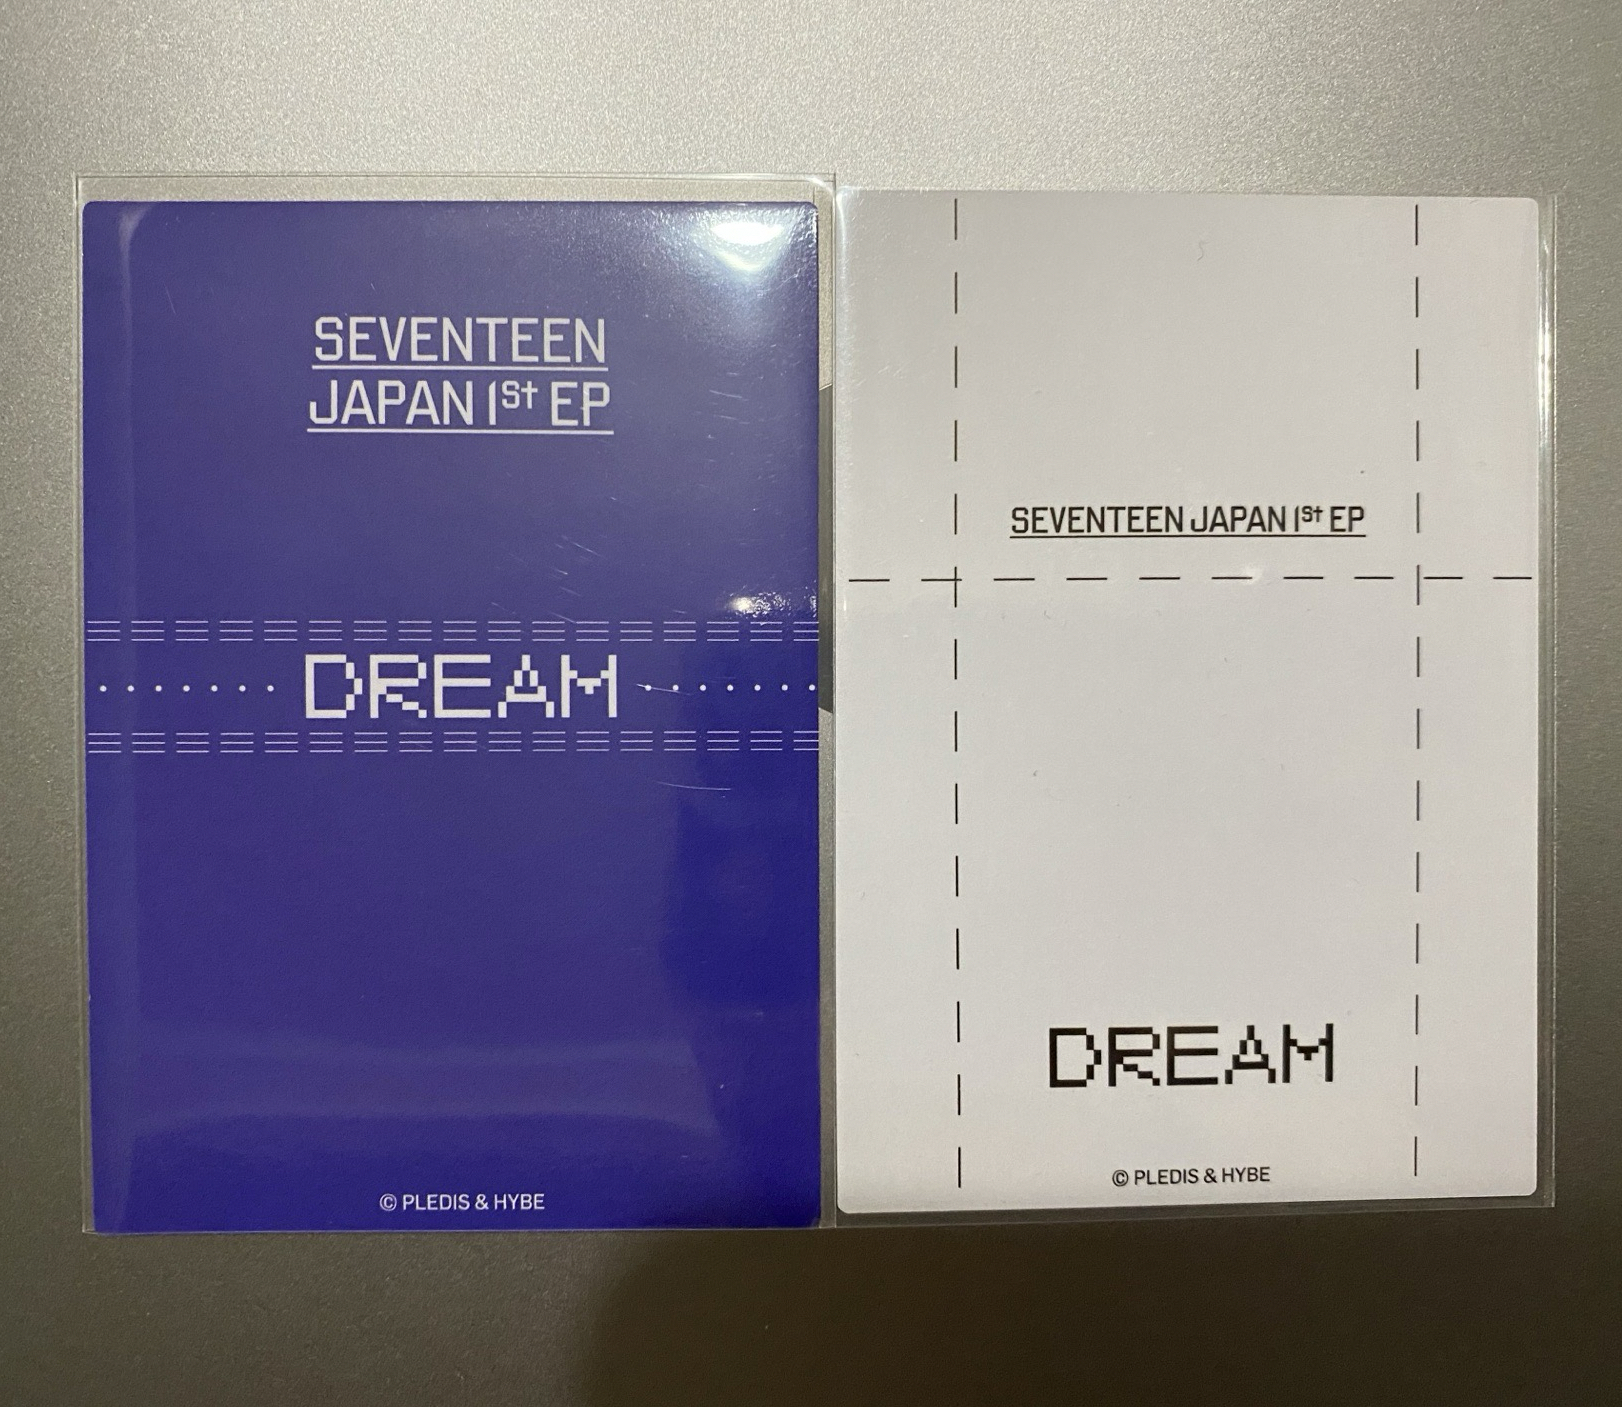 SEVENTEEN
JAPAN 1st EP
DREAM
© PLEDIS & HYBE
SEVENTEEN JAPAN 1st EP
DREAM
© PLEDIS & HYBE